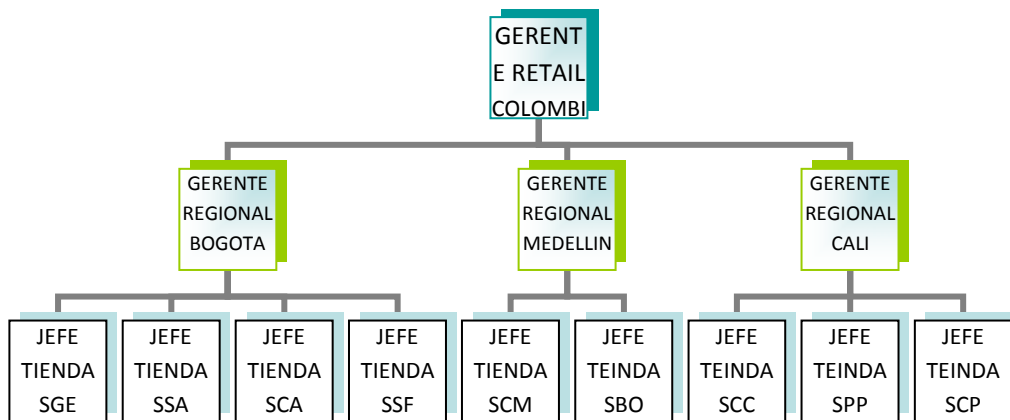 GERENT
E RETAIL
COLOMBI
GERENTE
REGIONAL
BOGOTA
GERENTE
REGIONAL
MEDELLIN
GERENTE
REGIONAL
CALI
JEFE
TIENDA
SGE
JEFE
TIENDA
SSA
JEFE
TIENDA
SCA
JEFE
TIENDA
SSF
JEFE
TIENDA
SCM
JEFE
TEINDA
SBO
JEFE
TEINDA
SCC
JEFE
TEINDA
SPP
JEFE
TEINDA
SCP